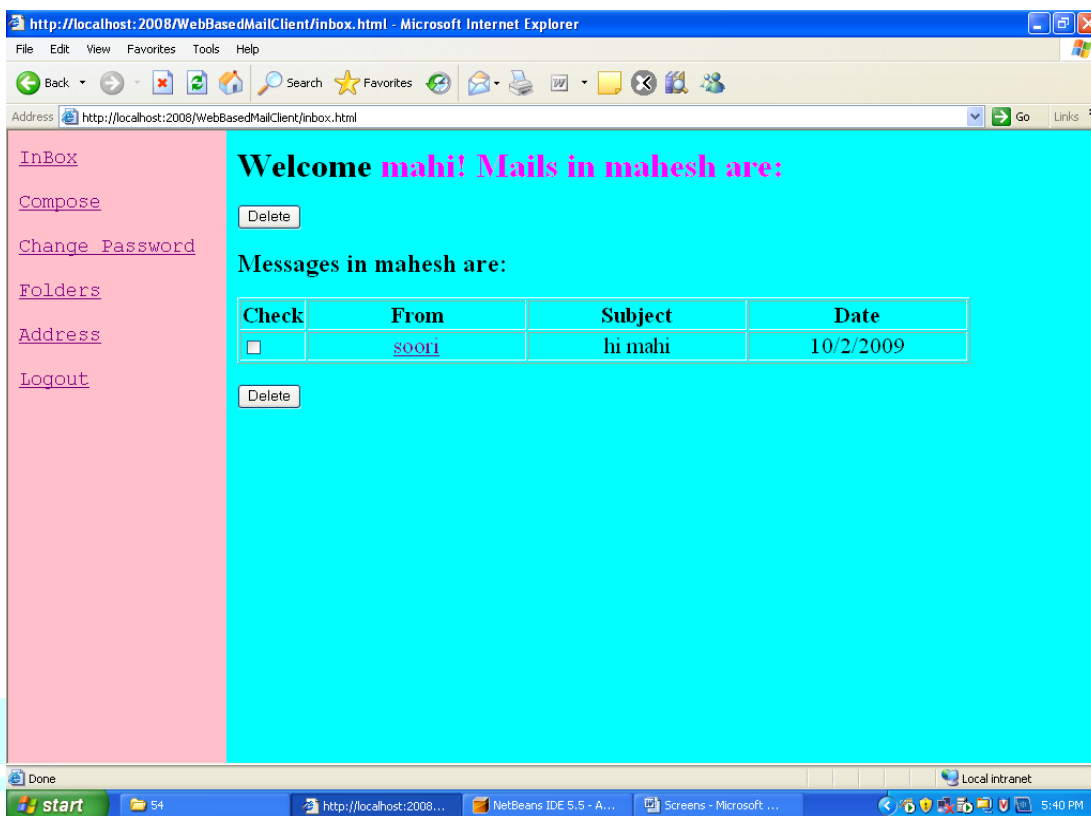 http://localhost:2008/WebBasedMailClient/inbox.html - Microsoft Internet Explorer
File Edit View Favorites Tools Help
Back Search Favorites
Address http://localhost:2008/WebBasedMailClient/inbox.html Go Links
InBox
Compose
Change Password
Folders
Address
Logout
Welcome mahi! Mails in mahesh are:
Delete
Messages in mahesh are:
Check From Subject Date
soori hi mahi 10/2/2009
Delete
Done Local intranet
start 54 http://localhost:2008... NetBeans IDE 5.5 - A... Screens - Microsoft ... 5:40 PM